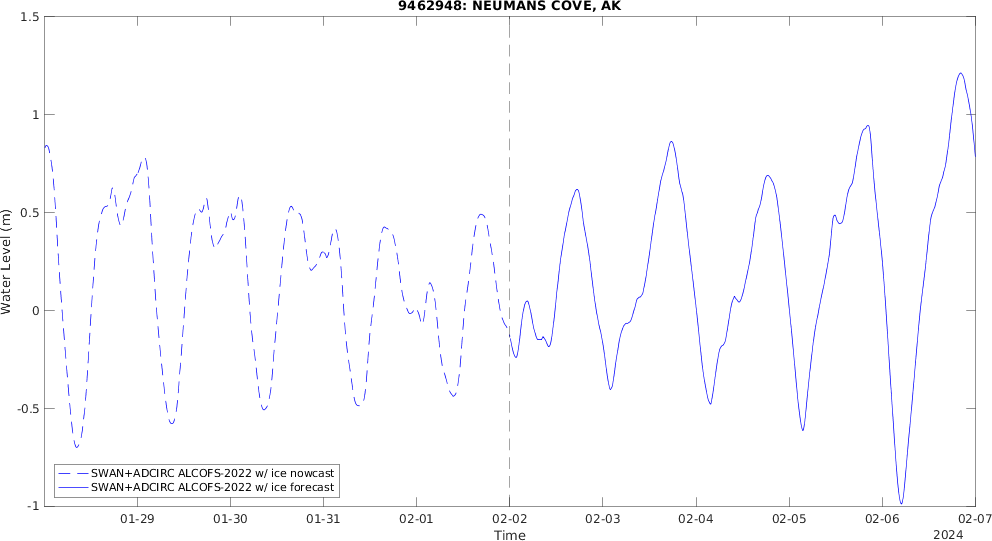 9462948: NEUMANS COVE, AK
1.5
1
0.5
0
-0.5
-1
Water Level (m)
SWAN+ADCIRC ALCOFS-2022 w/ ice nowcast
SWAN+ADCIRC ALCOFS-2022 w/ ice forecast
01-29 01-30 01-31 02-01 02-02 02-03 02-04 02-05 02-06 02-07
Time
2024